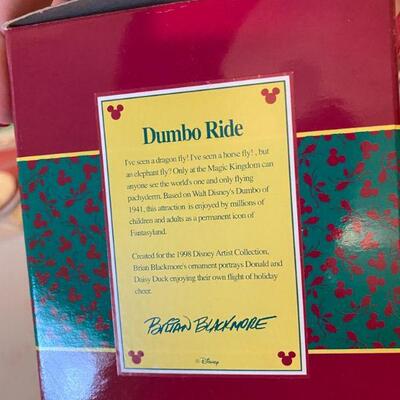 Dumbo Ride
I've seen a dragon fly! I've seen a horse fly! , but
an elephant fly? Only at the Magic Kingdom can
anyone see the world's one and only flying
pachyderm. Based on Walt Disney's Dumbo of
1941, this attraction is enjoyed by millions of
children and adults as a permanent icon of
Fantasyland.
Created for the 1998 Disney Artist Collection,
Brian Blackmore's ornament portrays Donald and
Daisy Duck enjoying their own flight of holiday
cheer.
BRIAN BLACKMORE
© Disney